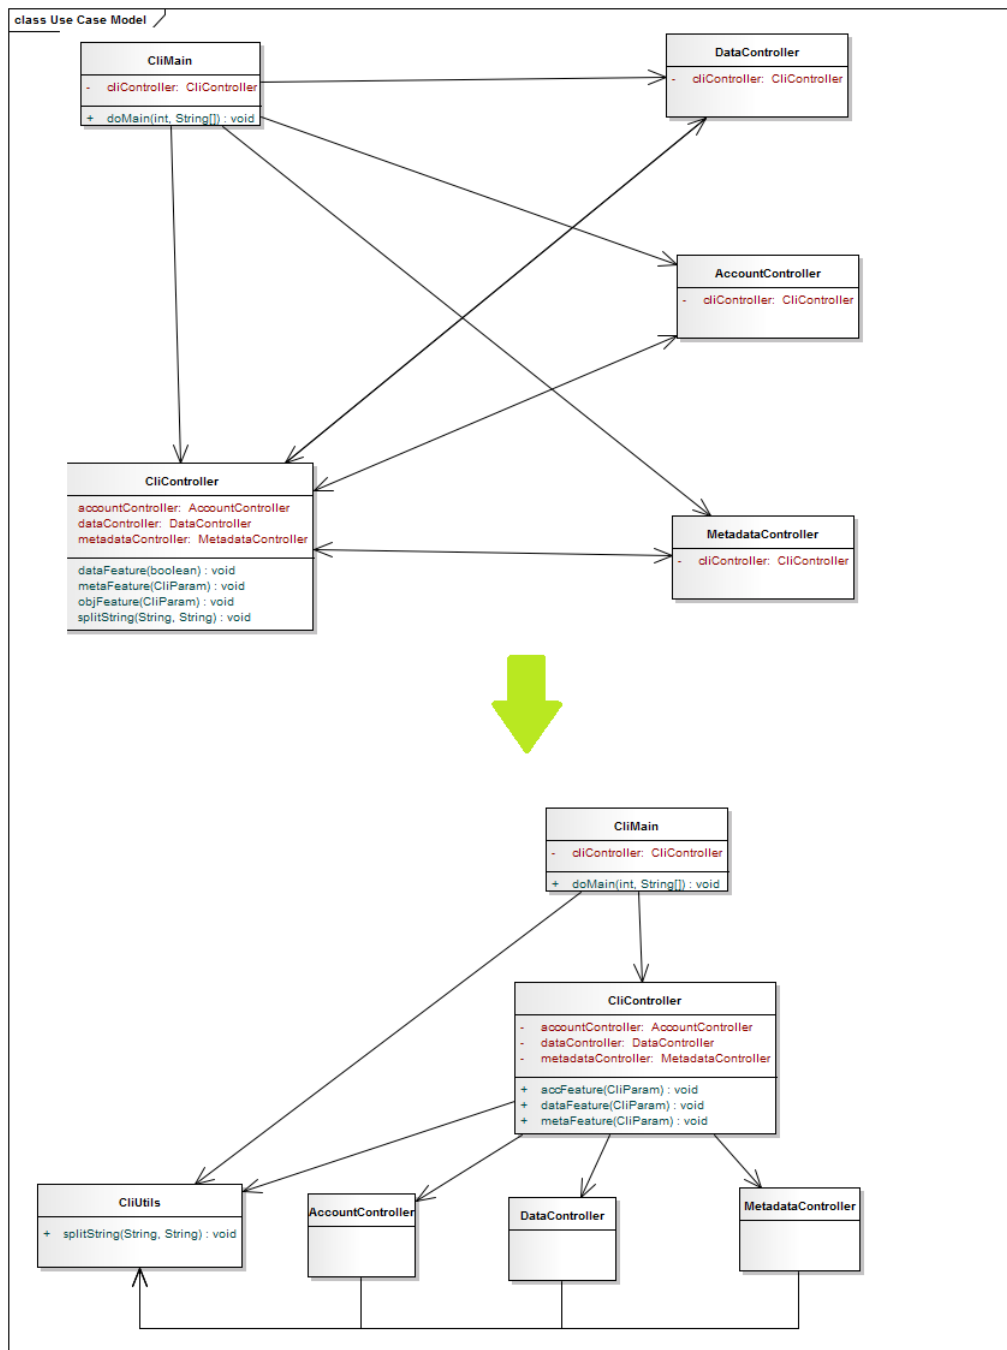 class Use Case Model
CliMain
- cliController: CliController
+ doMain(int, String[]) : void
DataController
- cliController: CliController
AccountController
- cliController: CliController
CliController
accountController: AccountController
dataController: DataController
metadataController: MetadataController
dataFeature(boolean) : void
metaFeature(CliParam) : void
objFeature(CliParam) : void
splitString(String, String) : void
MetadataController
- cliController: CliController
CliMain
- cliController: CliController
+ doMain(int, String[]) : void
CliController
- accountController: AccountController
- dataController: DataController
- metadataController: MetadataController
+ accFeature(CliParam) : void
+ dataFeature(CliParam) : void
+ metaFeature(CliParam) : void
CliUtils
+ splitString(String, String) : void
AccountController
DataController
MetadataController